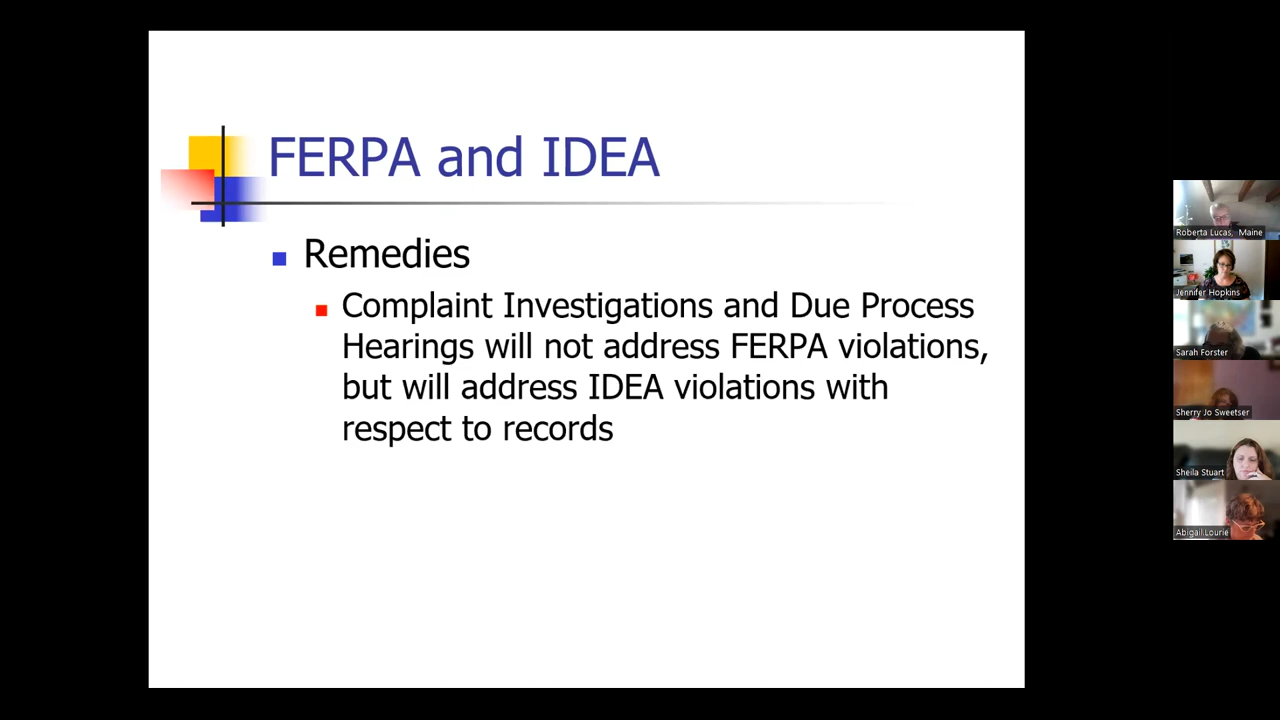 FERPA and IDEA
Remedies
Complaint Investigations and Due Process
Hearings will not address FERPA violations,
but will address IDEA violations with
respect to records
Roberta Lucas, Maine
Jennifer Hopkins
Sarah Forster
Sherry Jo Sweetser
Sheila Stuart
Abigail Lourie